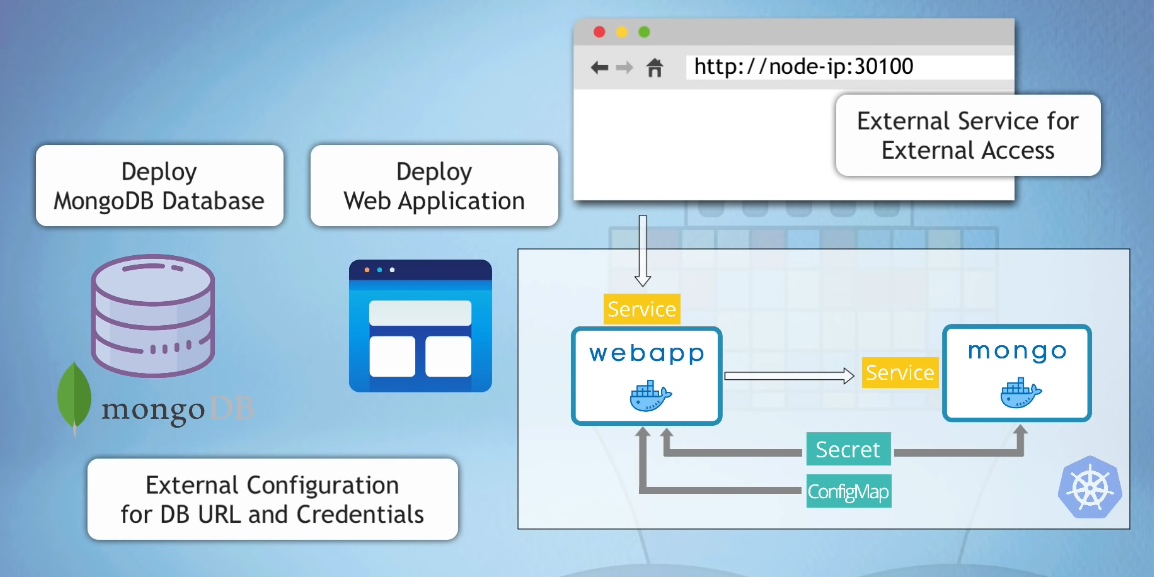 http://node-ip:30100
External Service for
External Access
Deploy
MongoDB Database
Deploy
Web Application
mongoDB
External Configuration
for DB URL and Credentials
Service
webapp
Service
mongo
Secret
ConfigMap